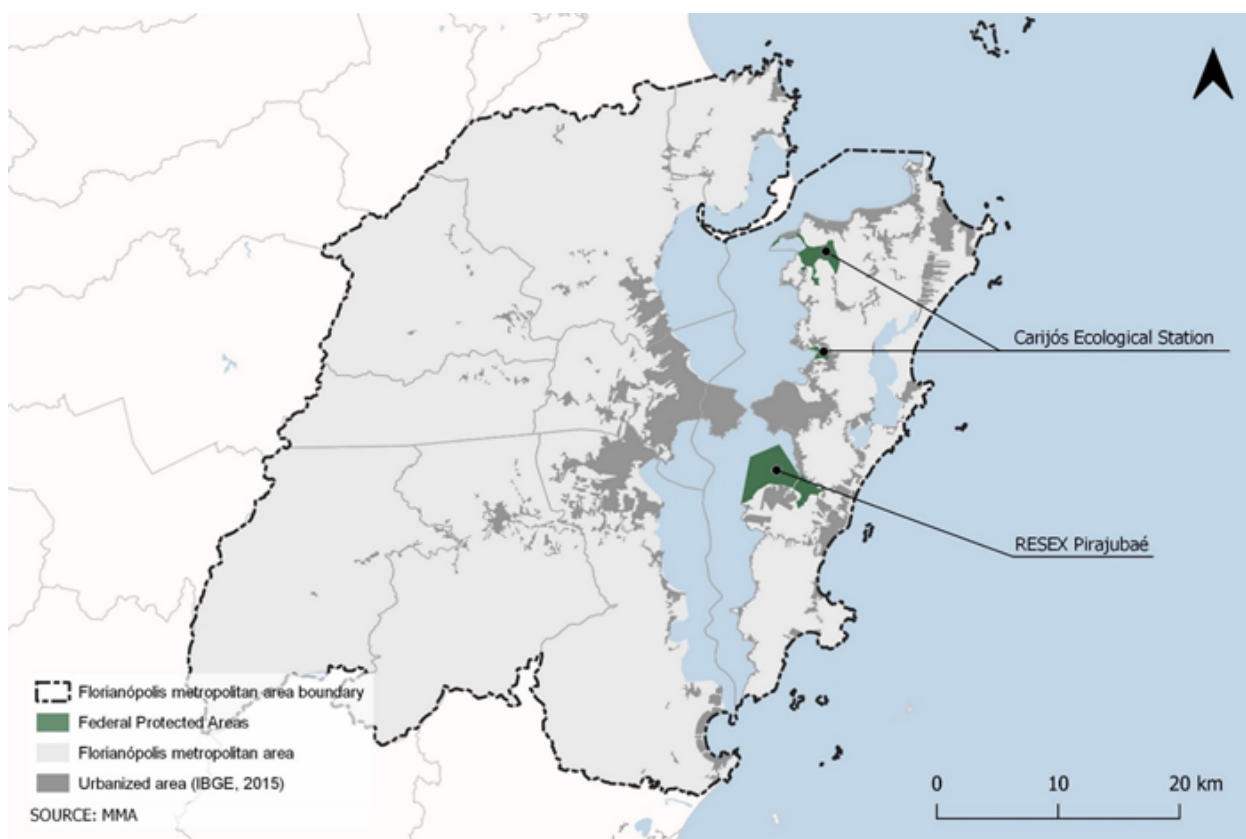 Carijós Ecological Station
RESEX Pirajubaé
Florianópolis metropolitan area boundary
Federal Protected Areas
Florianópolis metropolitan area
Urbanized area (IBGE, 2015)
SOURCE: MMA
0 10 20 km